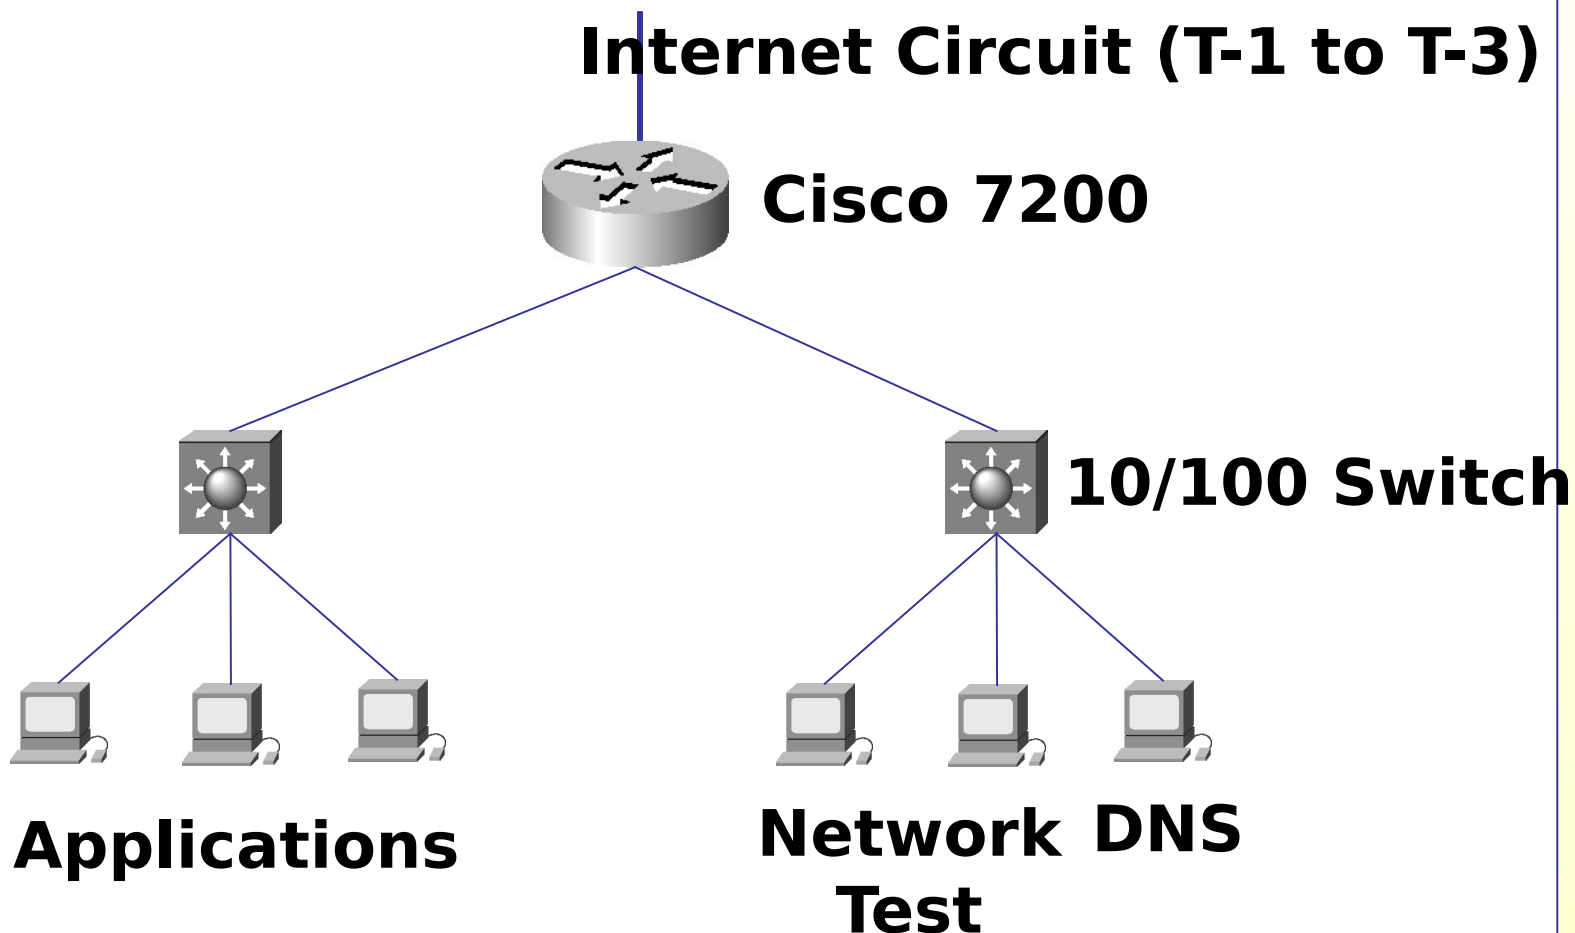 Internet Circuit (T-1 to T-3)
Cisco 7200
10/100 Switch
Applications
Network
Test
DNS